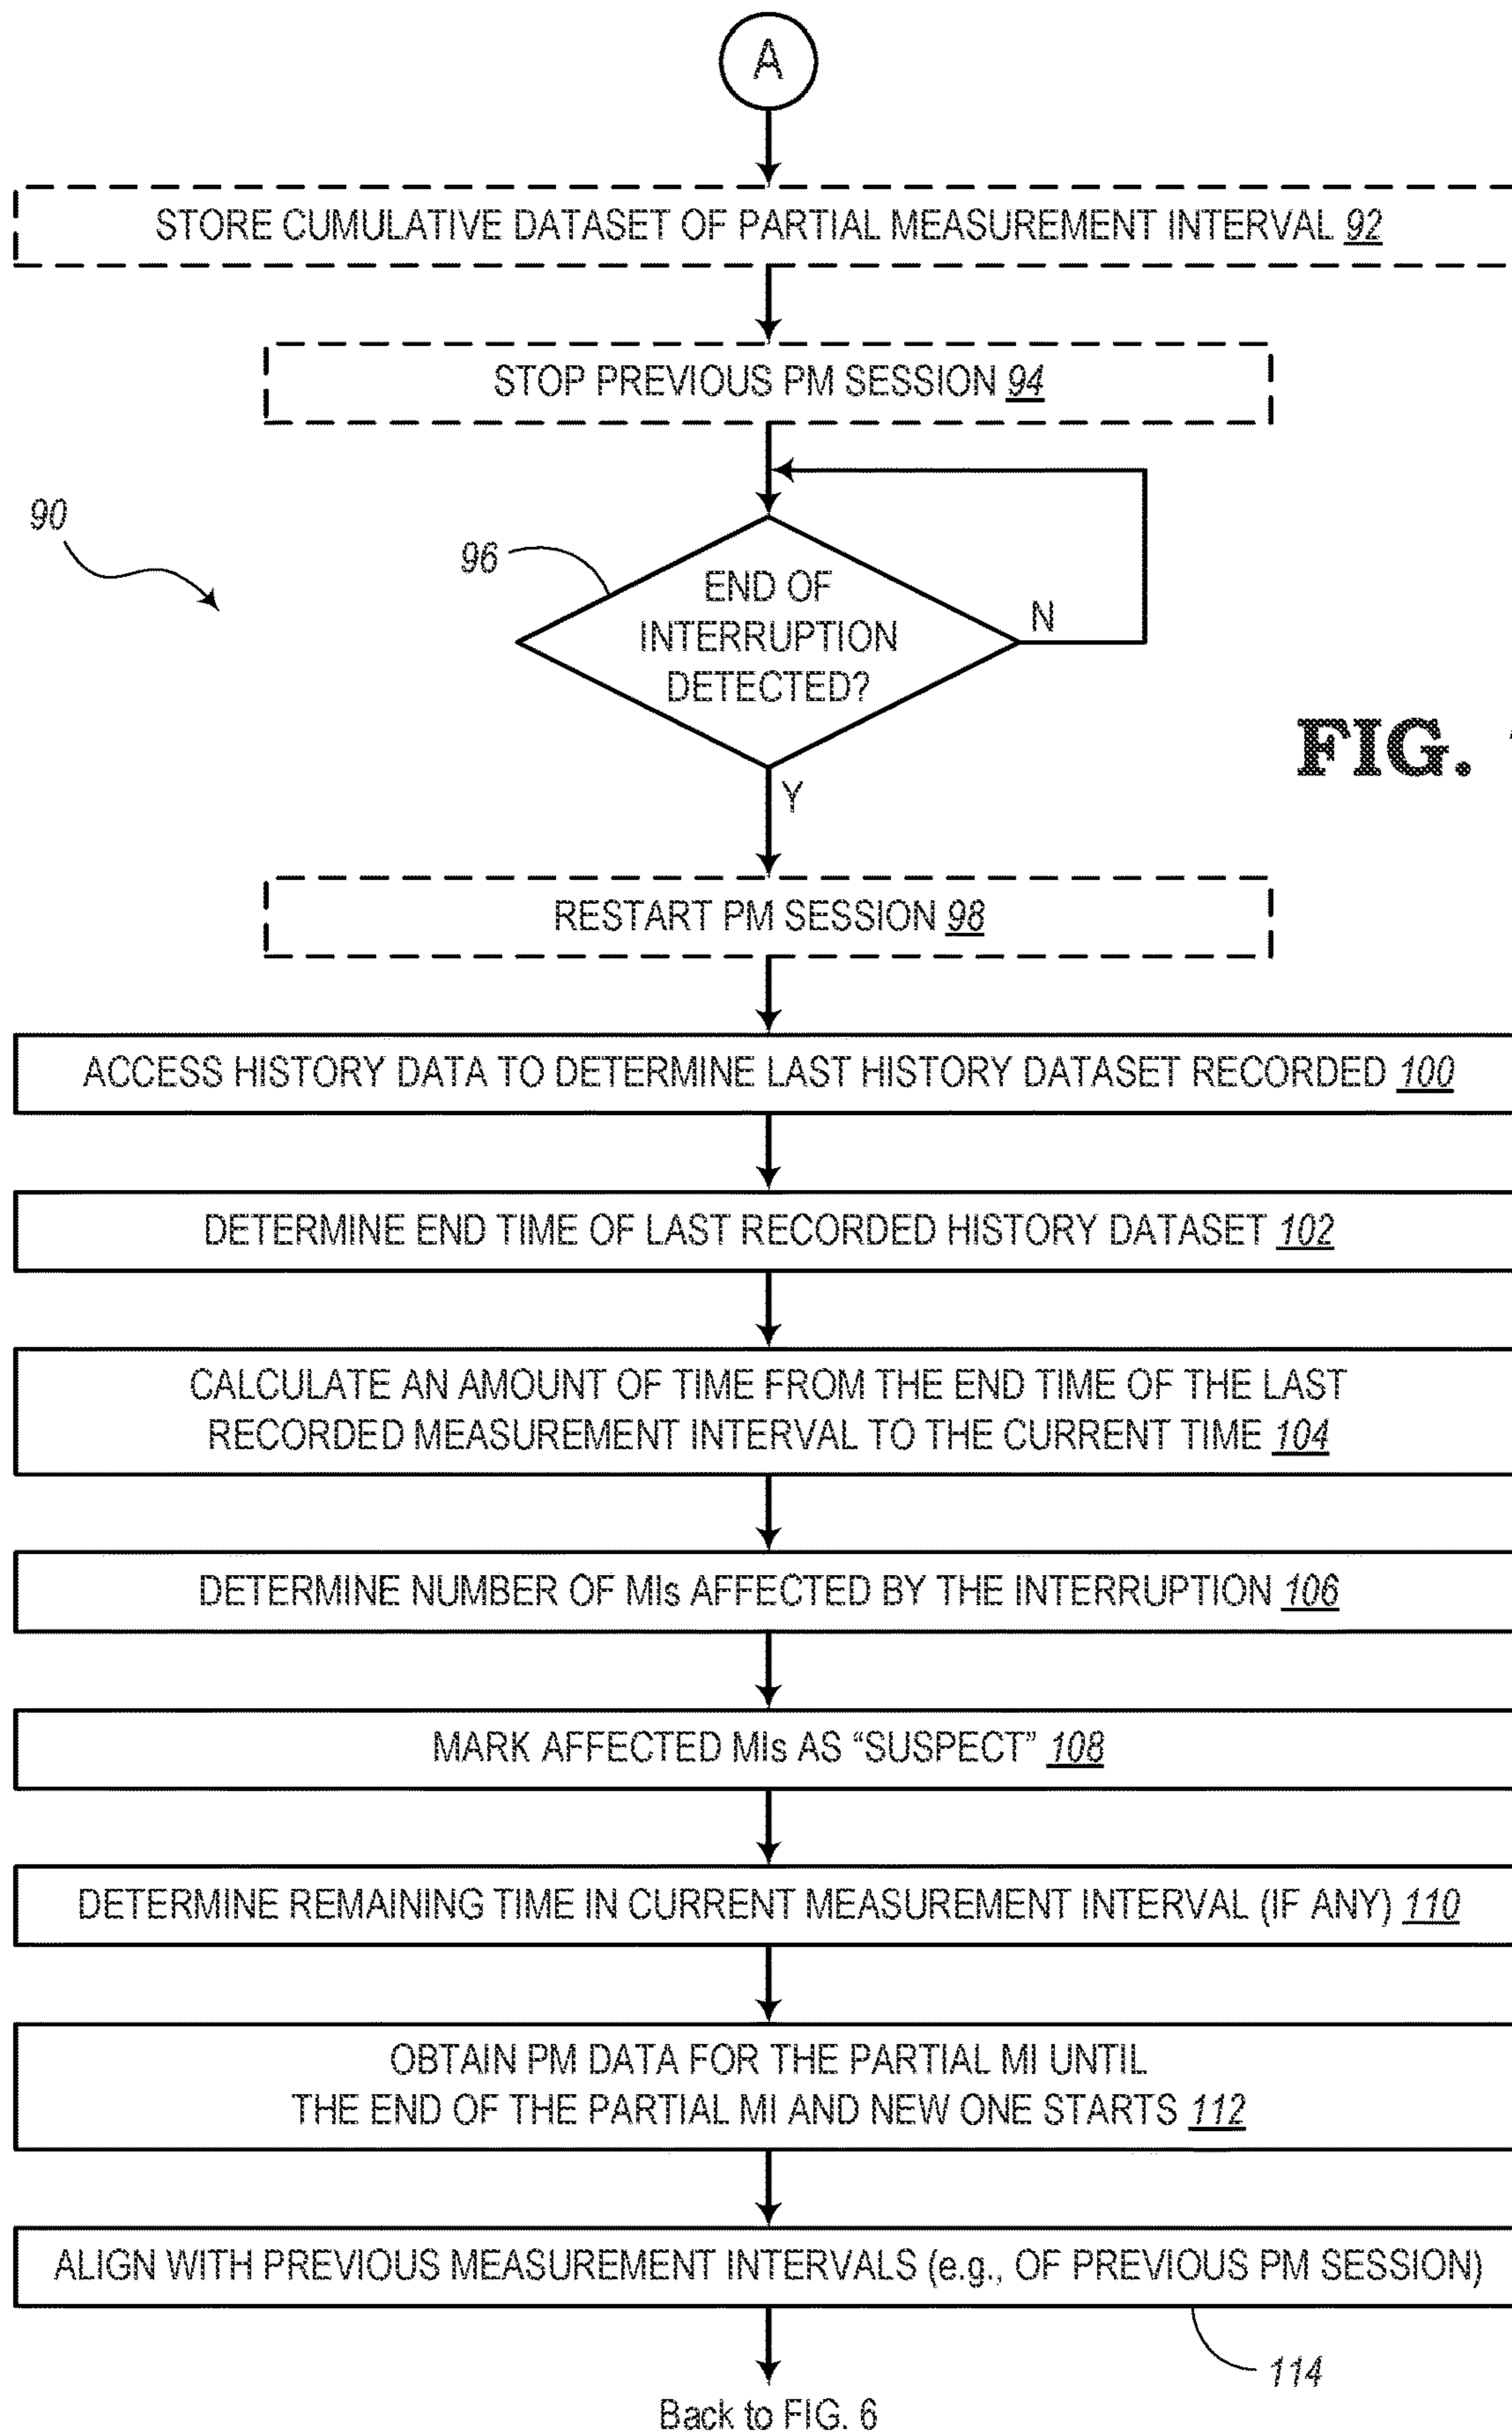 A
STORE CUMULATIVE DATASET OF PARTIAL MEASUREMENT INTERVAL 92
STOP PREVIOUS PM SESSION 94
90
96
END OF
INTERRUPTION
DETECTED?
N
FIG.
Y
RESTART PM SESSION 98
ACCESS HISTORY DATA TO DETERMINE LAST HISTORY DATASET RECORDED 100
DETERMINE END TIME OF LAST RECORDED HISTORY DATASET 102
CALCULATE AN AMOUNT OF TIME FROM THE END TIME OF THE LAST
RECORDED MEASUREMENT INTERVAL TO THE CURRENT TIME 104
DETERMINE NUMBER OF MIs AFFECTED BY THE INTERRUPTION 106
MARK AFFECTED MIs AS “SUSPECT” 108
DETERMINE REMAINING TIME IN CURRENT MEASUREMENT INTERVAL (IF ANY) 110
OBTAIN PM DATA FOR THE PARTIAL MI UNTIL
THE END OF THE PARTIAL MI AND NEW ONE STARTS 112
ALIGN WITH PREVIOUS MEASUREMENT INTERVALS (e.g., OF PREVIOUS PM SESSION)
114
Back to FIG. 6